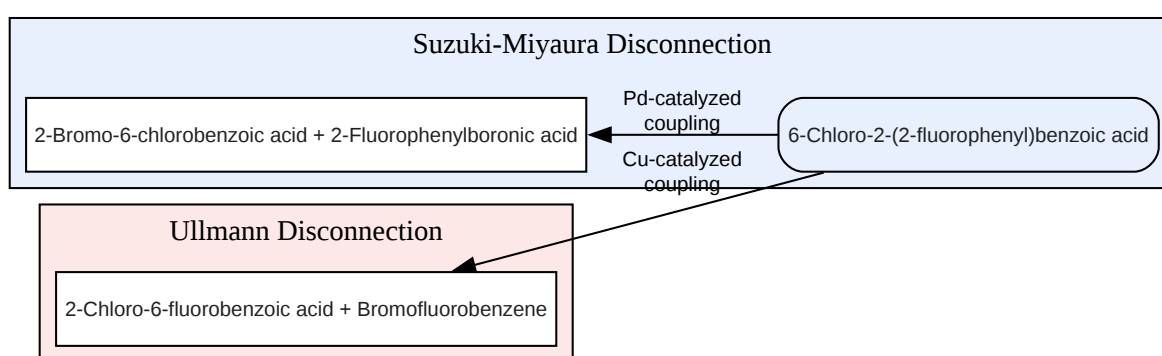 Suzuki-Miyaura Disconnection
2-Bromo-6-chlorobenzoic acid + 2-Fluorophenylboronic acid
Pd-catalyzed
coupling
6-Chloro-2-(2-fluorophenyl)benzoic acid
Cu-catalyzed
coupling
Ullmann Disconnection
2-Chloro-6-fluorobenzoic acid + Bromofluorobenzene